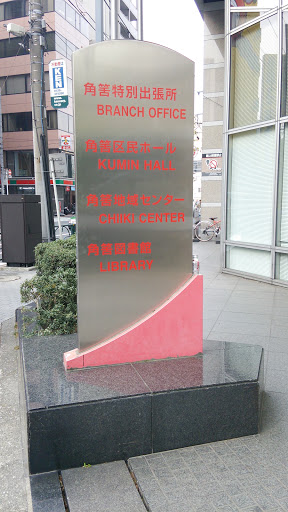 角筈特別出張所
BRANCH OFFICE
角筈区民ホール
KUMIN HALL
角筈地域センター
CHIIKI CENTER
角筈図書館
LIBRARY